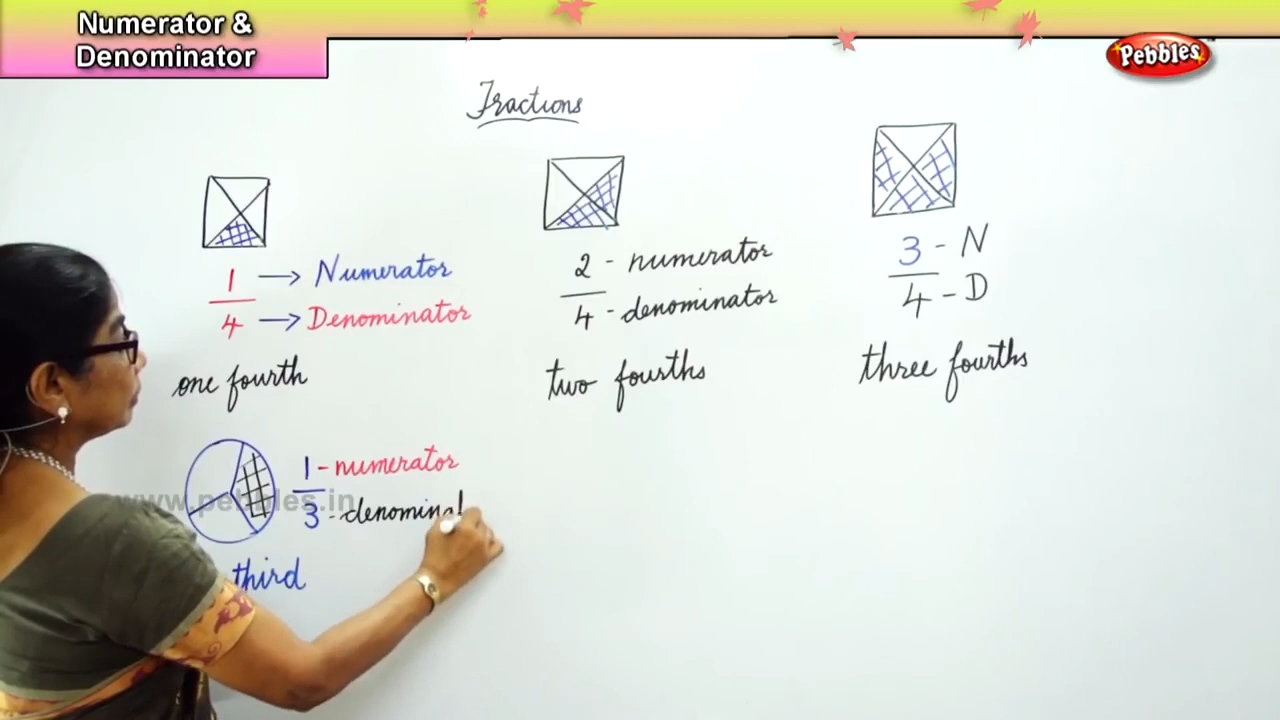 Numerator &
Denominator
Pebbles
Fractions
1 → Numerator
4 → Denominator
one fourth
2 - numerator
4 - denominator
two fourths
3 - N
4 - D
three fourths
1 - numerator
3 - denominat
third
www.pebbles.in